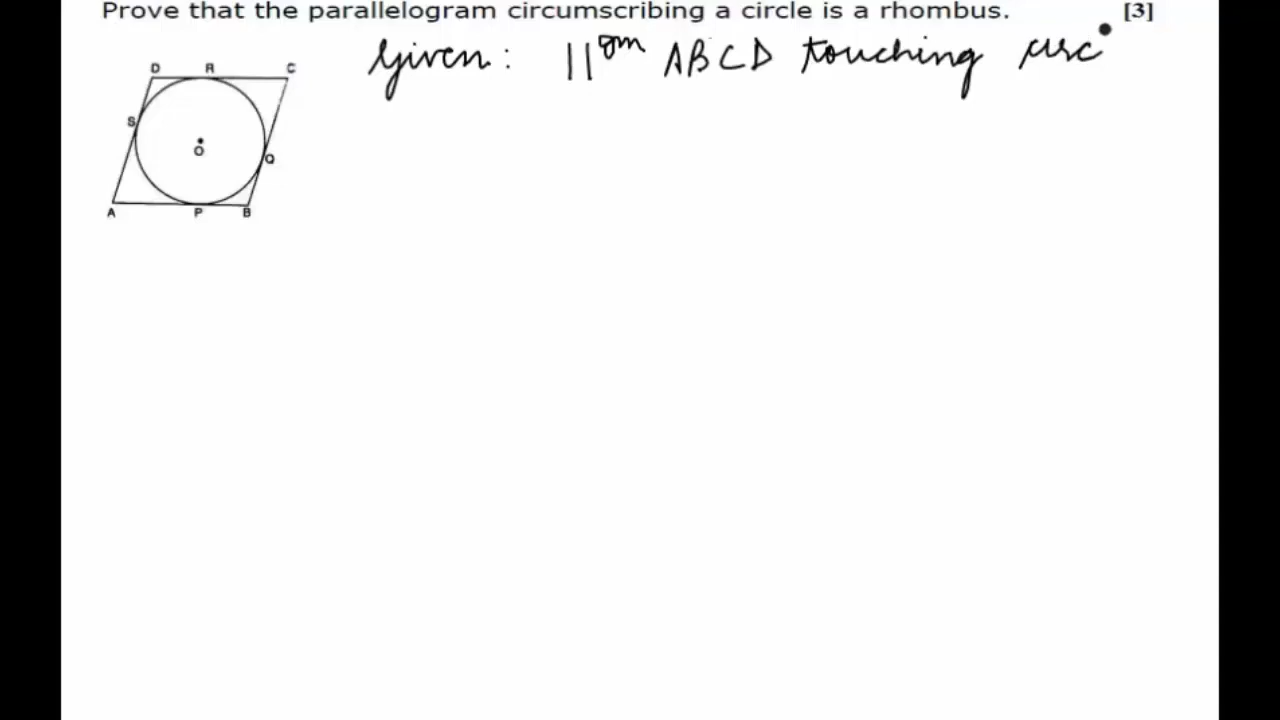 Prove that the parallelogram circumscribing a circle is a rhombus. [3]
Given : ||gm ABCD touching circ
D R C
S
O
Q
A P B